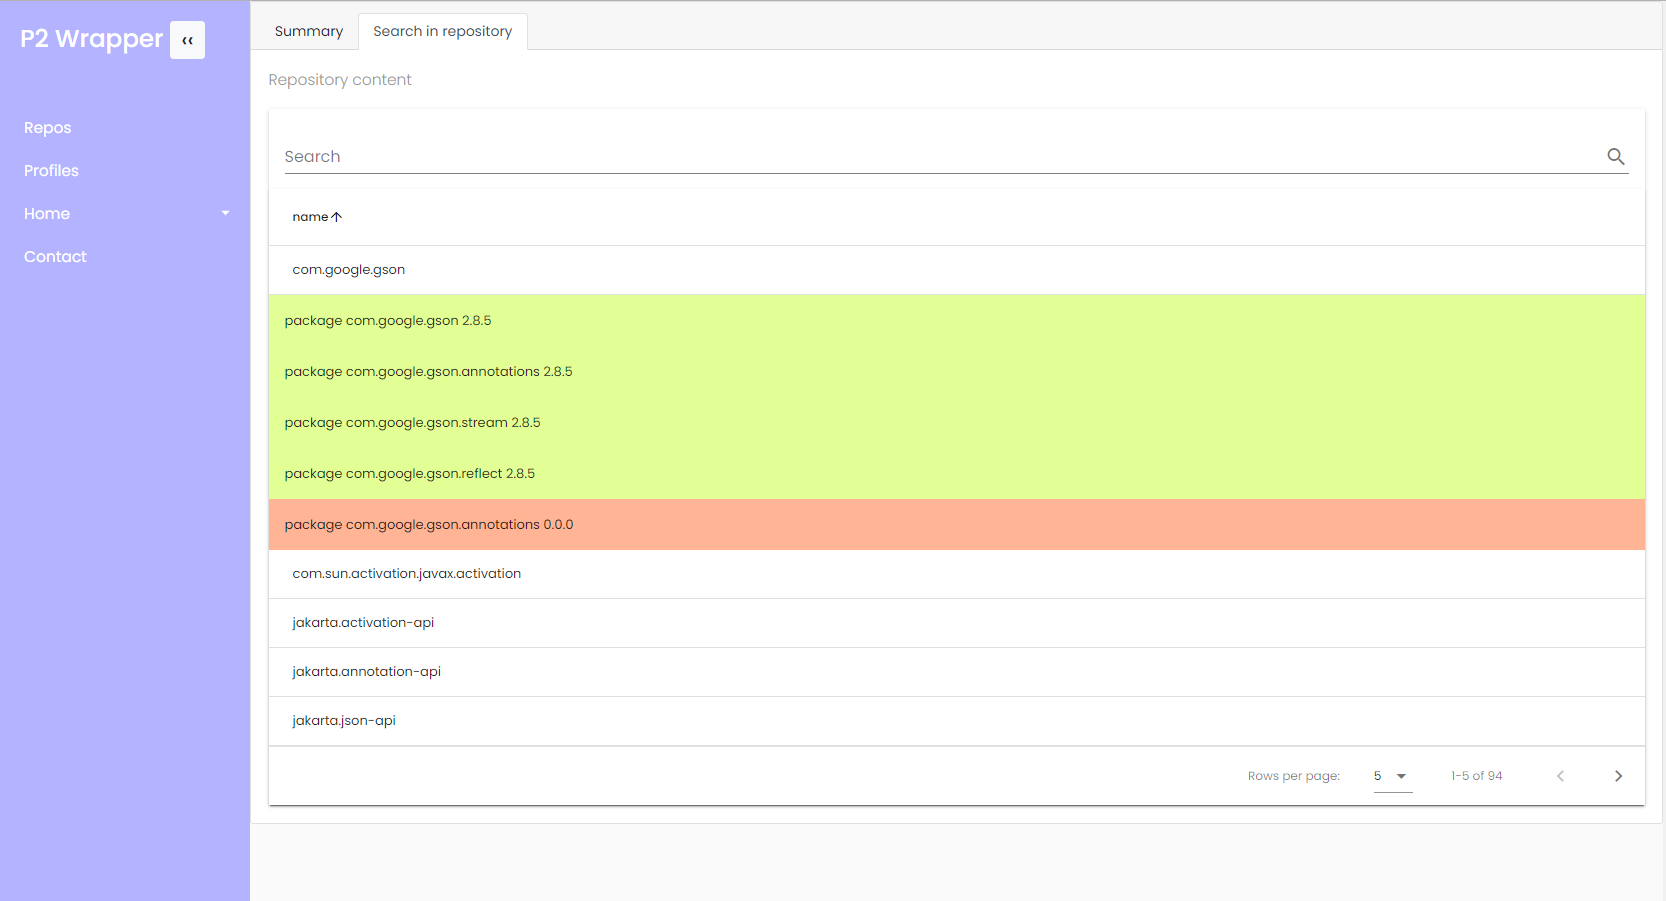 P2 Wrapper ‹‹
Repos
Profiles
Home
Contact
Summary
Search in repository
Repository content
Search
name
com.google.gson
package com.google.gson 2.8.5
package com.google.gson.annotations 2.8.5
package com.google.gson.stream 2.8.5
package com.google.gson.reflect 2.8.5
package com.google.gson.annotations 0.0.0
com.sun.activation.javax.activation
jakarta.activation-api
jakarta.annotation-api
jakarta.json-api
Rows per page: 5 1-5 of 94